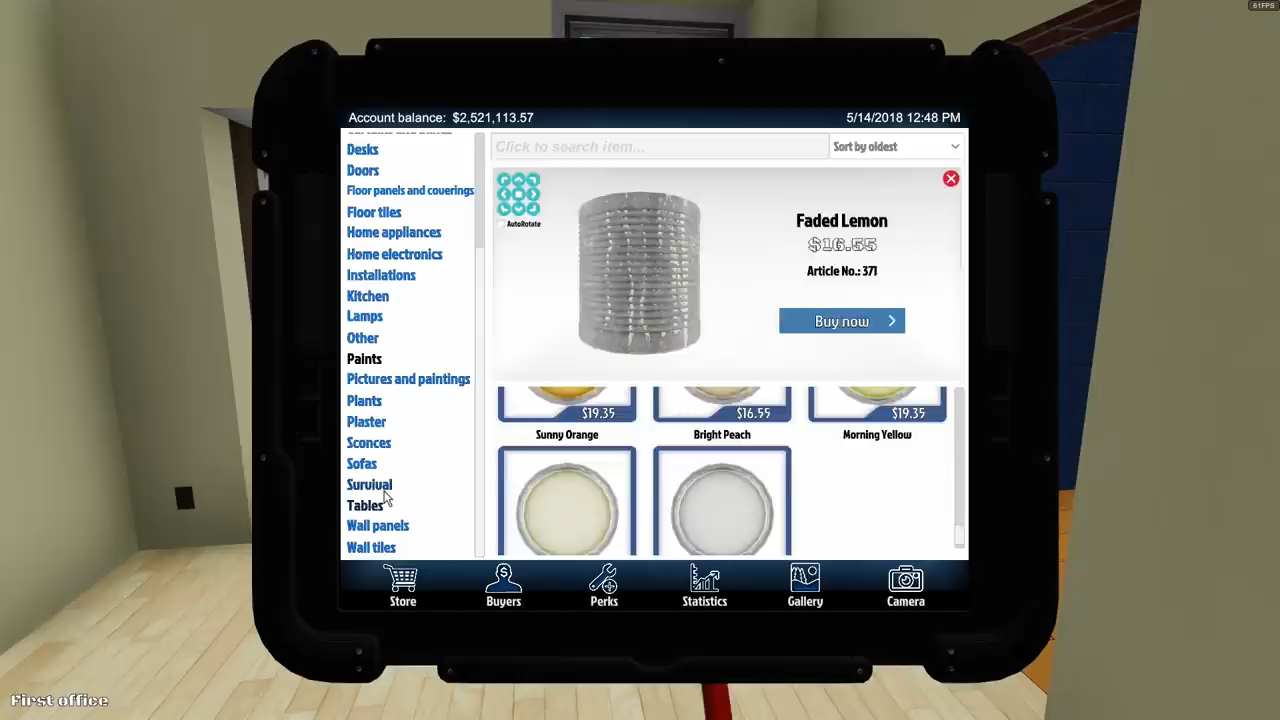 61FPS
Account balance: $2,521,113.57
5/14/2018 12:48 PM
Desks
Doors
Floor panels and coverings
Floor tiles
Home appliances
Home electronics
Installations
Kitchen
Lamps
Other
Paints
Pictures and paintings
Plants
Plaster
Sconces
Sofas
Survival
Tables
Wall panels
Wall tiles
Click to search item...
Sort by oldest
AutoRotate
Faded Lemon
$16.55
Article No.: 371
Buy now
$19.35
$16.55
$19.35
Sunny Orange
Bright Peach
Morning Yellow
Store
Buyers
Perks
Statistics
Gallery
Camera
First office